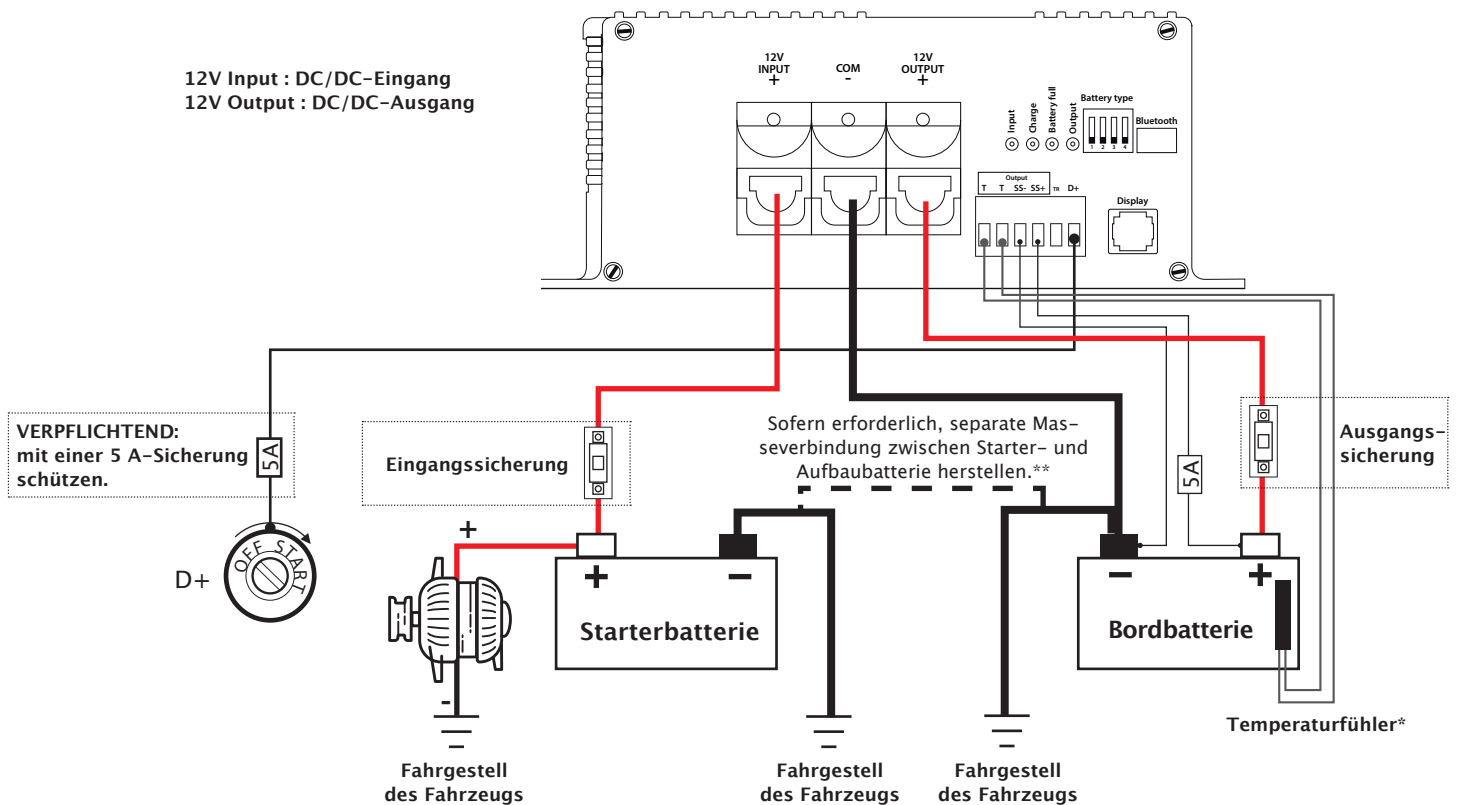 12V Input : DC/DC-Eingang
12V Output : DC/DC-Ausgang
12V
INPUT
+
COM
-
12V
OUTPUT
+
Input
Charge
Battery full
Output
Battery type
1 2 3 4
Bluetooth
Output
T T SS- SS+ TR D+
Display
VERPFLICHTEND:
mit einer 5 A-Sicherung
schützen.
5A
Eingangssicherung
Sofern erforderlich, separate Mas-
severbindung zwischen Starter- und
Aufbaubatterie herstellen.**
5A
Ausgangs-
sicherung
D+
OFF START
+
-
+ −
Starterbatterie
− +
Bordbatterie
Temperaturfühler*
Fahrgestell
des Fahrzeugs
Fahrgestell
des Fahrzeugs
Fahrgestell
des Fahrzeugs